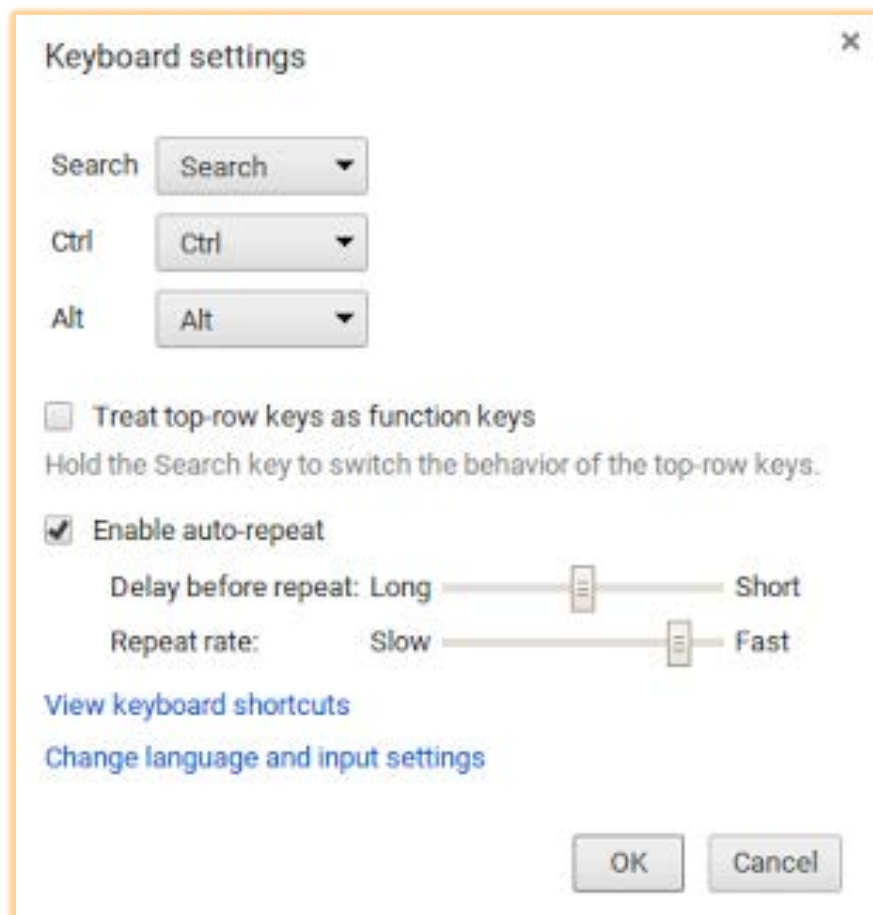 Keyboard settings
Search Search
Ctrl Ctrl
Alt Alt
Treat top-row keys as function keys
Hold the Search key to switch the behavior of the top-row keys.
Enable auto-repeat
Delay before repeat: Long Short
Repeat rate: Slow Fast
View keyboard shortcuts
Change language and input settings
OK Cancel